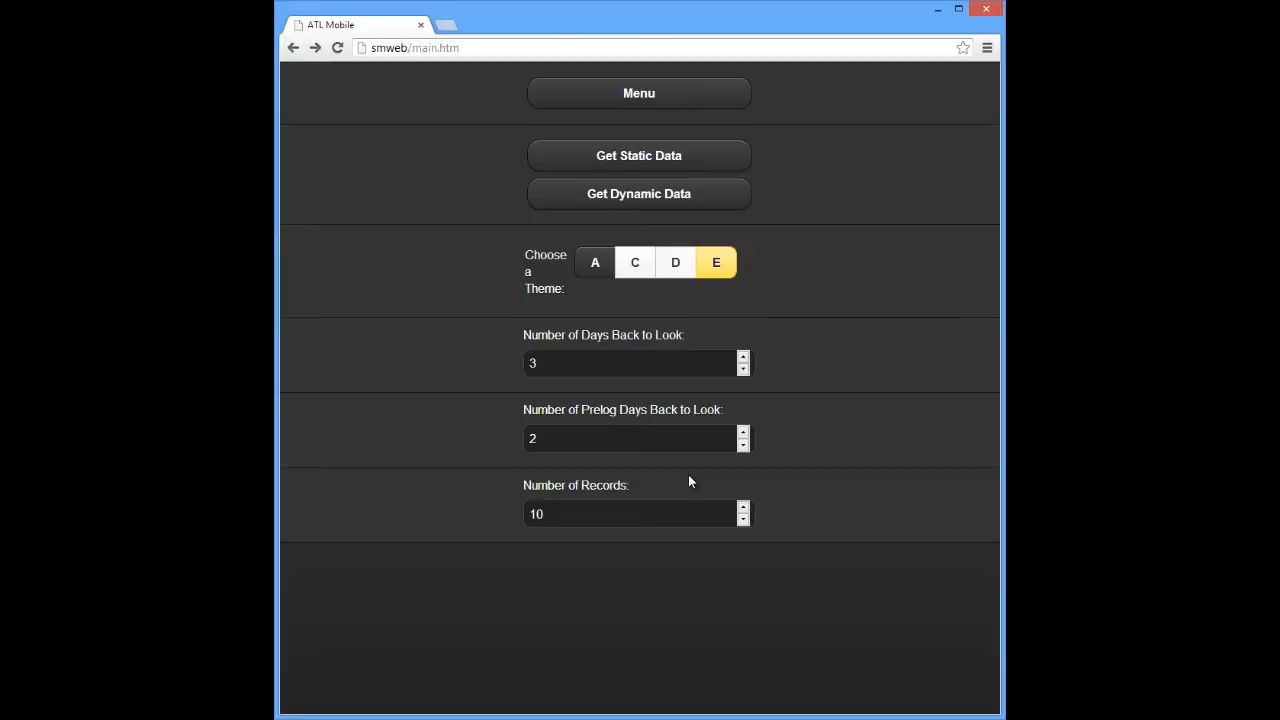 ATL Mobile
smweb/main.htm
Menu
Get Static Data
Get Dynamic Data
Choose
a
Theme:
A C D E
Number of Days Back to Look:
3
Number of Prelog Days Back to Look:
2
Number of Records:
10